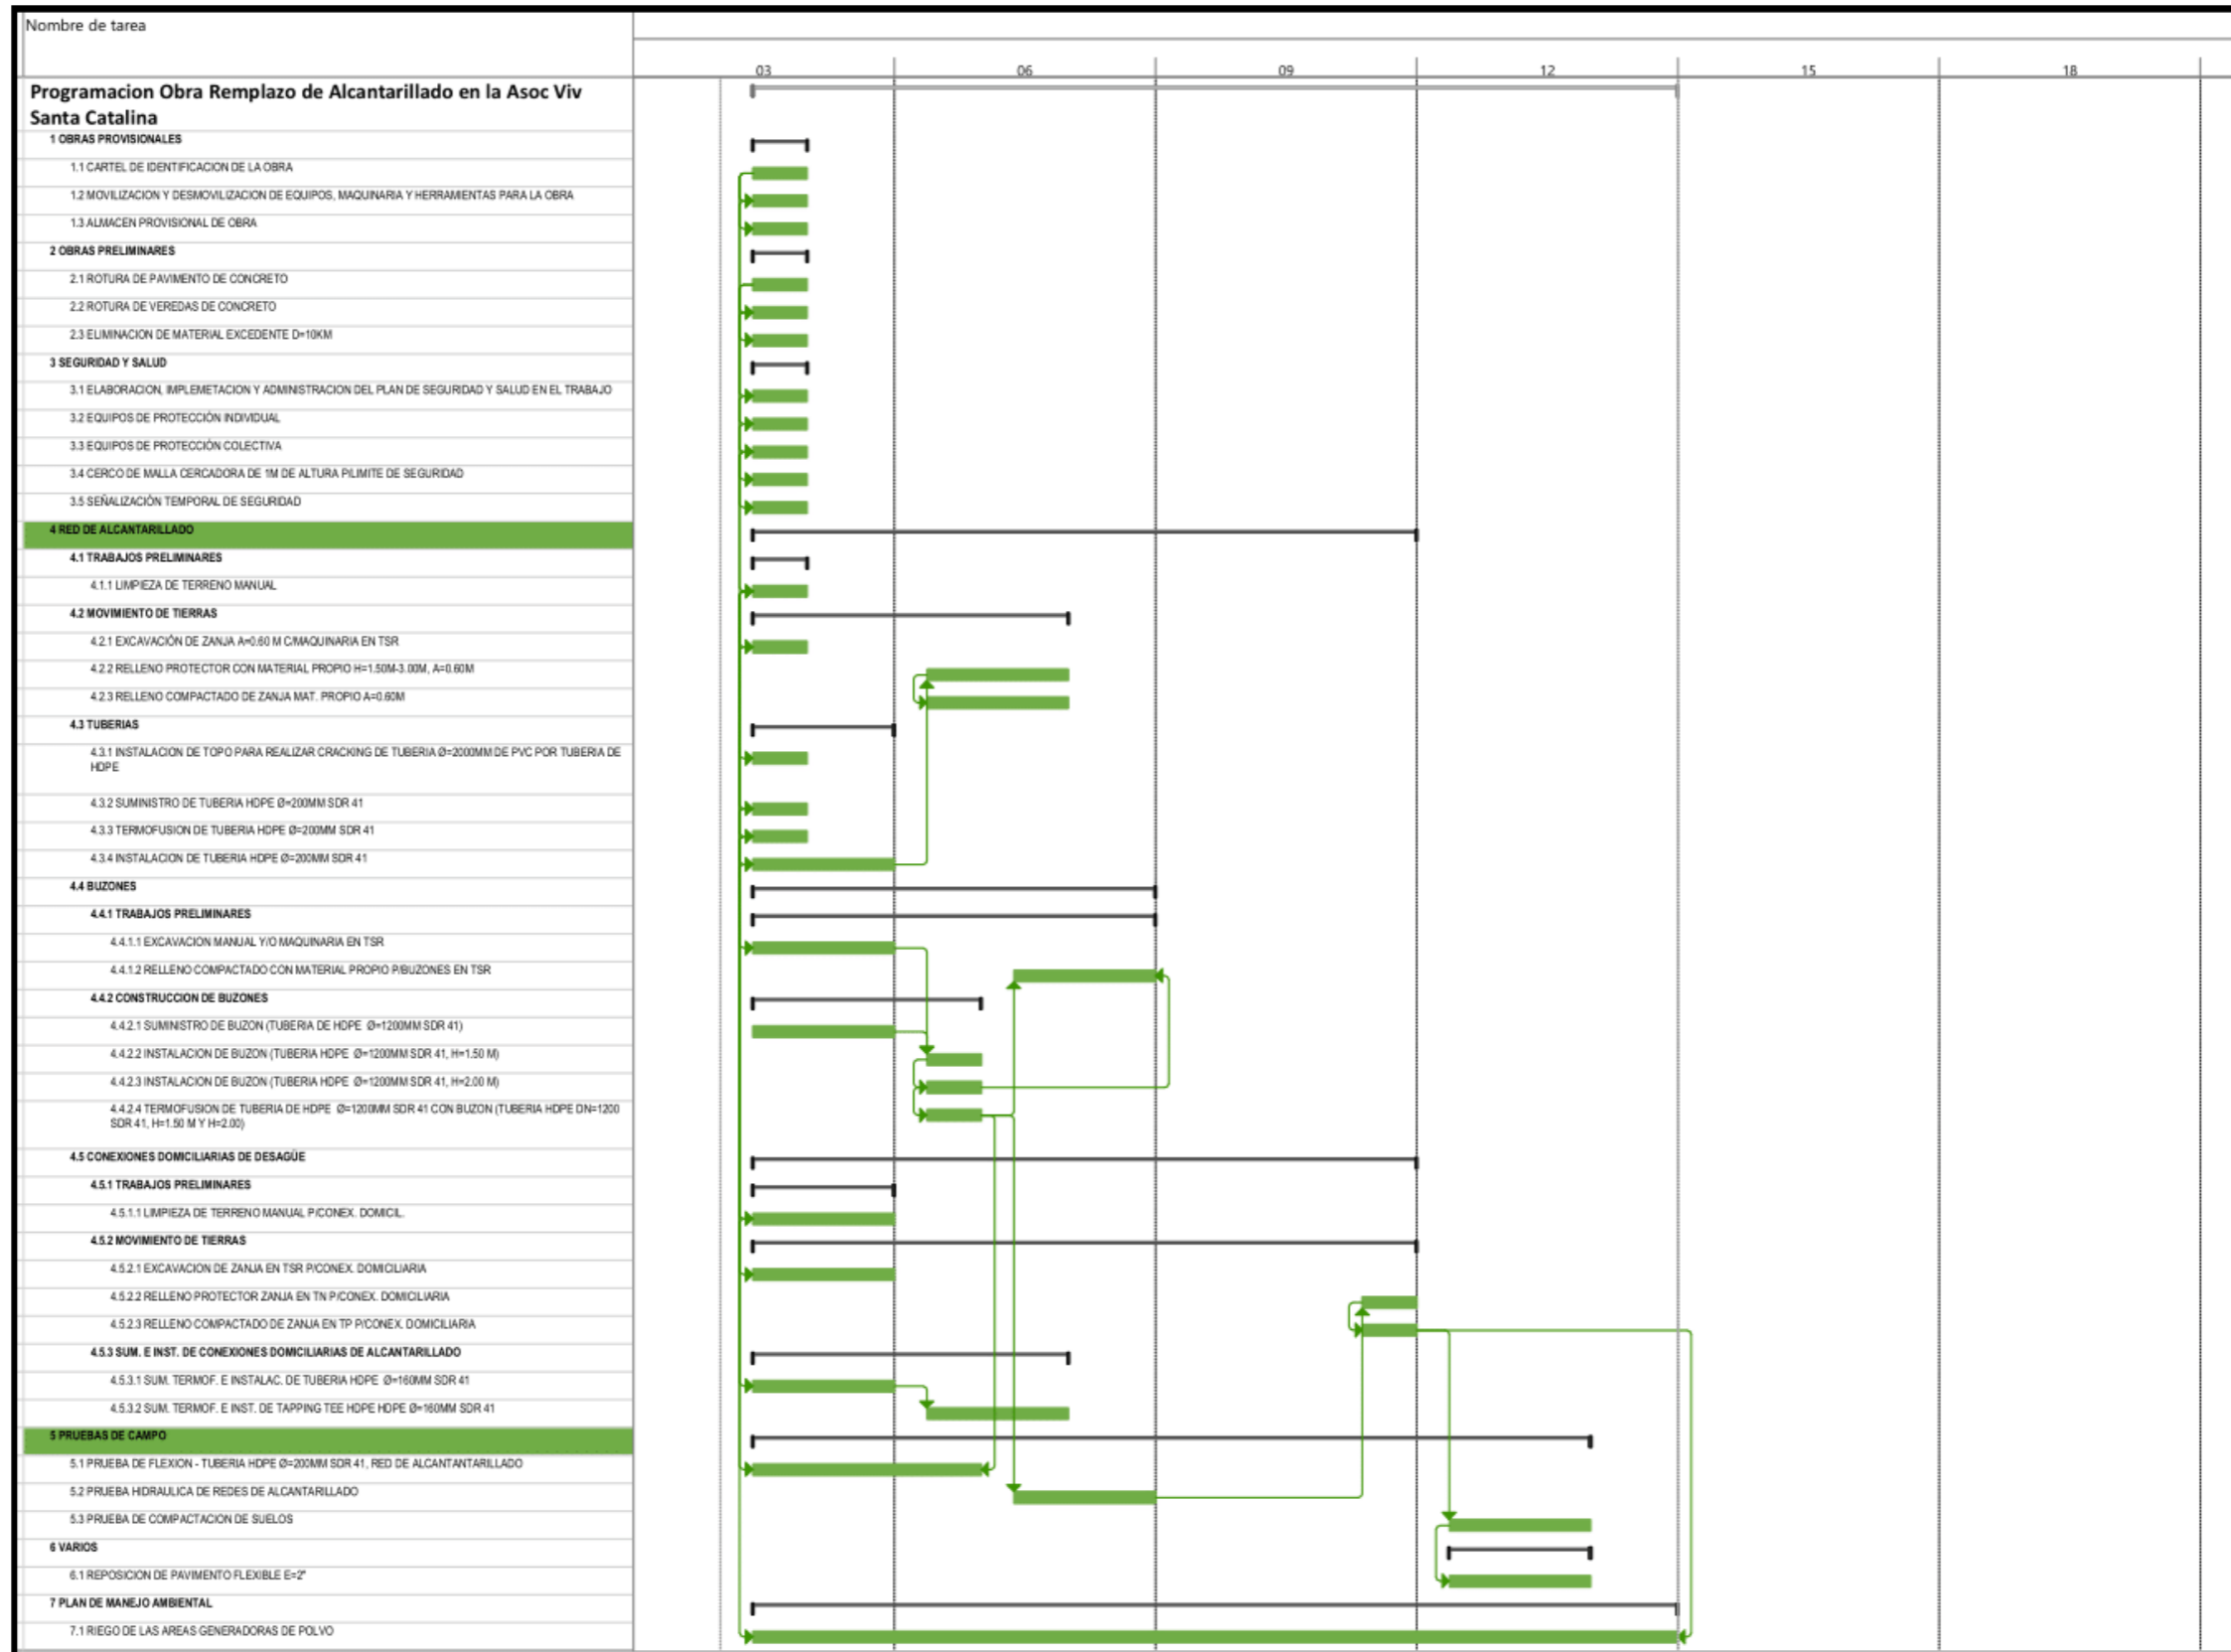 Nombre de tarea
03 06 09 12 15 18
Programacion Obra Remplazo de Alcantarillado en la Asoc Viv
Santa Catalina
1 OBRAS PROVISIONALES
1.1 CARTEL DE IDENTIFICACION DE LA OBRA
1.2 MOVILIZACION Y DESMOVILIZACION DE EQUIPOS, MAQUINARIA Y HERRAMIENTAS PARA LA OBRA
1.3 ALMACEN PROVISIONAL DE OBRA
2 OBRAS PRELIMINARES
2.1 ROTURA DE PAVIMENTO DE CONCRETO
2.2 ROTURA DE VEREDAS DE CONCRETO
2.3 ELIMINACION DE MATERIAL EXCEDENTE D=10KM
3 SEGURIDAD Y SALUD
3.1 ELABORACION, IMPLEMETACION Y ADMINISTRACION DEL PLAN DE SEGURIDAD Y SALUD EN EL TRABAJO
3.2 EQUIPOS DE PROTECCIÓN INDIVIDUAL
3.3 EQUIPOS DE PROTECCIÓN COLECTIVA
3.4 CERCO DE MALLA CERCADORA DE 1M DE ALTURA P/LIMITE DE SEGURIDAD
3.5 SEÑALIZACIÓN TEMPORAL DE SEGURIDAD
4 RED DE ALCANTARILLADO
4.1 TRABAJOS PRELIMINARES
4.1.1 LIMPIEZA DE TERRENO MANUAL
4.2 MOVIMIENTO DE TIERRAS
4.2.1 EXCAVACIÓN DE ZANJA A=0.60 M C/MAQUINARIA EN TSR
4.2.2 RELLENO PROTECTOR CON MATERIAL PROPIO H=1.50M-3.00M, A=0.60M
4.2.3 RELLENO COMPACTADO DE ZANJA MAT. PROPIO A=0.60M
4.3 TUBERIAS
4.3.1 INSTALACION DE TOPO PARA REALIZAR CRACKING DE TUBERIA Ø=2000MM DE PVC POR TUBERIA DE
HDPE
4.3.2 SUMINISTRO DE TUBERIA HDPE Ø=200MM SDR 41
4.3.3 TERMOFUSION DE TUBERIA HDPE Ø=200MM SDR 41
4.3.4 INSTALACION DE TUBERIA HDPE Ø=200MM SDR 41
4.4 BUZONES
4.4.1 TRABAJOS PRELIMINARES
4.4.1.1 EXCAVACION MANUAL Y/O MAQUINARIA EN TSR
4.4.1.2 RELLENO COMPACTADO CON MATERIAL PROPIO P/BUZONES EN TSR
4.4.2 CONSTRUCCION DE BUZONES
4.4.2.1 SUMINISTRO DE BUZON (TUBERIA DE HDPE Ø=1200MM SDR 41)
4.4.2.2 INSTALACION DE BUZON (TUBERIA HDPE Ø=1200MM SDR 41, H=1.50 M)
4.4.2.3 INSTALACION DE BUZON (TUBERIA HDPE Ø=1200MM SDR 41, H=2.00 M)
4.4.2.4 TERMOFUSION DE TUBERIA DE HDPE Ø=1200MM SDR 41 CON BUZON (TUBERIA HDPE DN=1200
SDR 41, H=1.50 M Y H=2.00)
4.5 CONEXIONES DOMICILIARIAS DE DESAGÜE
4.5.1 TRABAJOS PRELIMINARES
4.5.1.1 LIMPIEZA DE TERRENO MANUAL P/CONEX. DOMICIL.
4.5.2 MOVIMIENTO DE TIERRAS
4.5.2.1 EXCAVACION DE ZANJA EN TSR P/CONEX. DOMICILIARIA
4.5.2.2 RELLENO PROTECTOR ZANJA EN TN P/CONEX. DOMICILIARIA
4.5.2.3 RELLENO COMPACTADO DE ZANJA EN TP P/CONEX. DOMICILIARIA
4.5.3 SUM. E INST. DE CONEXIONES DOMICILIARIAS DE ALCANTARILLADO
4.5.3.1 SUM. TERMOF. E INSTALAC. DE TUBERIA HDPE Ø=160MM SDR 41
4.5.3.2 SUM. TERMOF. E INST. DE TAPPING TEE HDPE HDPE Ø=160MM SDR 41
5 PRUEBAS DE CAMPO
5.1 PRUEBA DE FLEXION - TUBERIA HDPE Ø=200MM SDR 41, RED DE ALCANTANTARILLADO
5.2 PRUEBA HIDRAULICA DE REDES DE ALCANTARILLADO
5.3 PRUEBA DE COMPACTACION DE SUELOS
6 VARIOS
6.1 REPOSICION DE PAVIMENTO FLEXIBLE E=2"
7 PLAN DE MANEJO AMBIENTAL
7.1 RIEGO DE LAS AREAS GENERADORAS DE POLVO